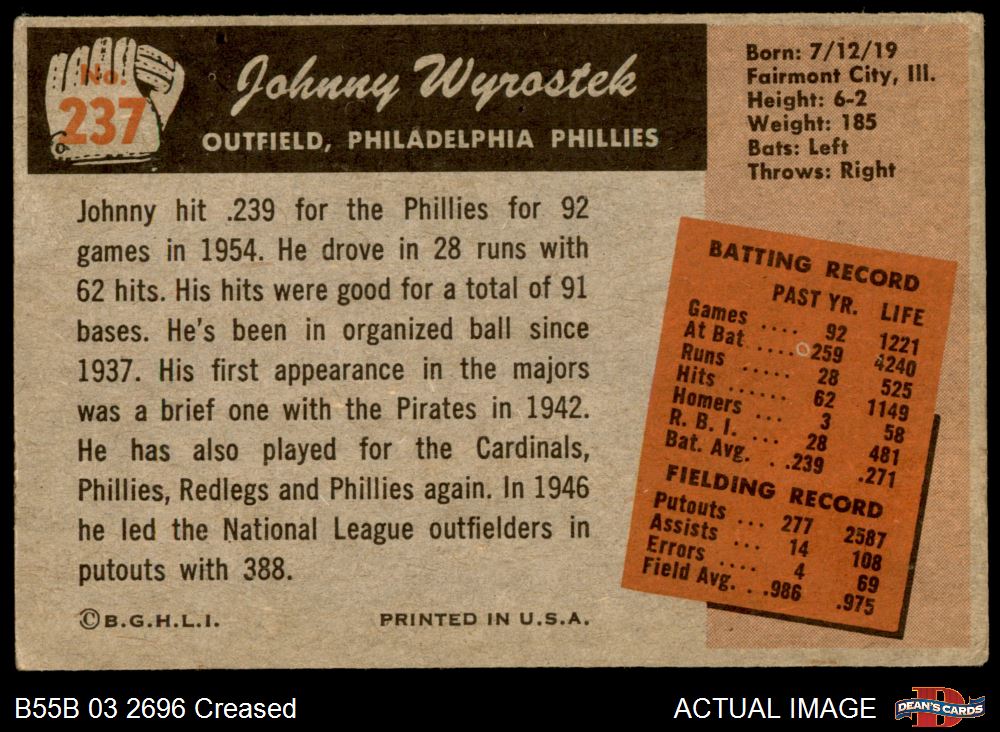 No.
237
Johnny Wyrostek
OUTFIELD, PHILADELPHIA PHILLIES
Born: 7/12/19
Fairmont City, Ill.
Height: 6-2
Weight: 185
Bats: Left
Throws: Right
Johnny hit .239 for the Phillies for 92
games in 1954. He drove in 28 runs with
62 hits. His hits were good for a total of 91
bases. He's been in organized ball since
1937. His first appearance in the majors
was a brief one with the Pirates in 1942.
He has also played for the Cardinals,
Phillies, Redlegs and Phillies again. In 1946
he led the National League outfielders in
putouts with 388.
©B.G.H.L.I. PRINTED IN U.S.A.
BATTING RECORD
PAST YR. LIFE
Games .... 92 1221
At Bat .... 259 4240
Runs ..... 28 525
Hits ...... 62 1149
Homers ... 3 58
R. B. I. ... 28 481
Bat. Avg. . .239 .271
FIELDING RECORD
Putouts ... 277 2587
Assists ... 14 108
Errors .... 4 69
Field Avg. . .986 .975
B55B 03 2696 Creased
ACTUAL IMAGE
DEAN'S CARDS